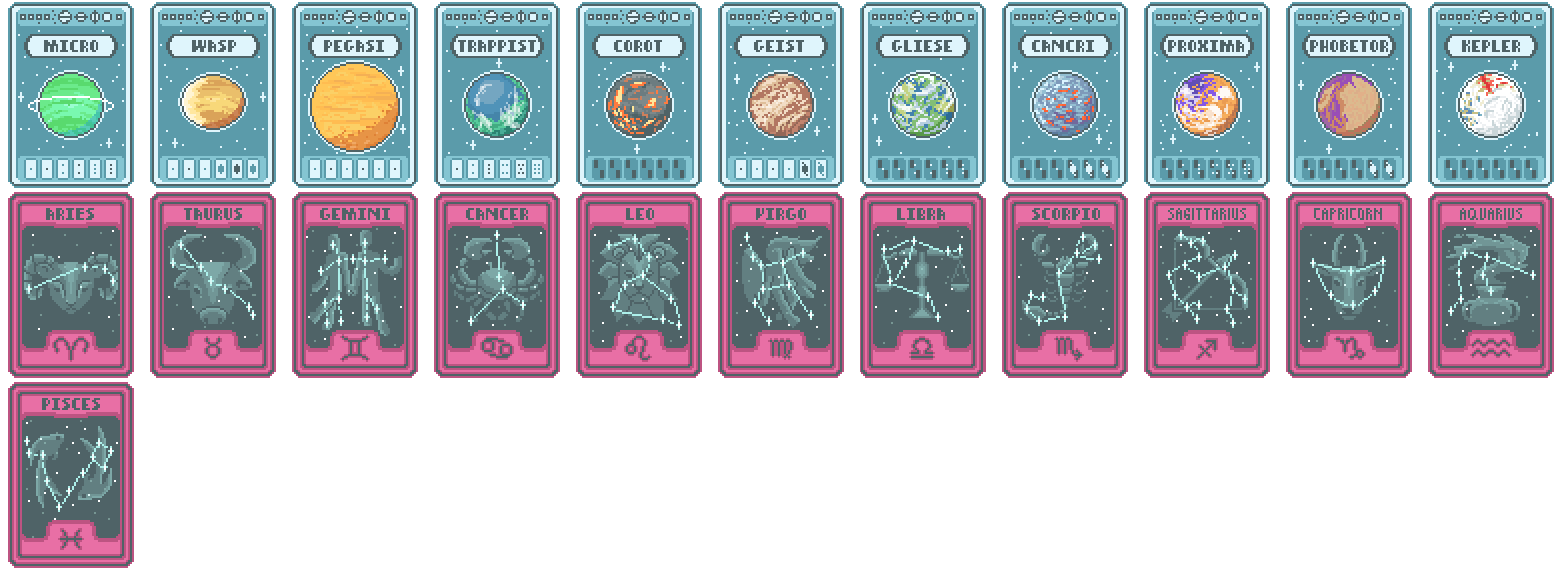 MICRO
WASP
PEGASI
TRAPPIST
COROT
GEIST
GLIESE
CANCRI
PROXIMA
PHOBETOR
KEPLER
ARIES
TAURUS
GEMINI
CANCER
LEO
VIRGO
LIBRA
SCORPIO
SAGITTARIUS
CAPRICORN
AQUARIUS
PISCES